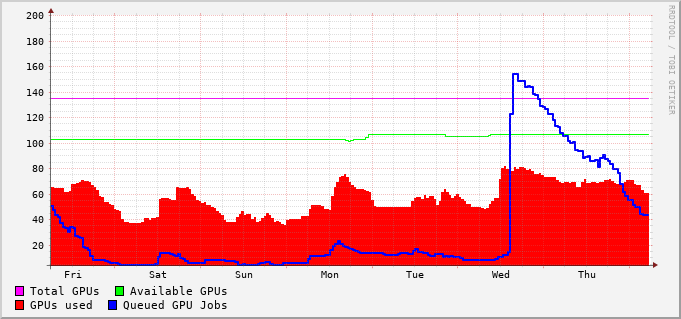 200
180
160
140
120
100
80
60
40
20
Fri Sat Sun Mon Tue Wed Thu
Total GPUs Available GPUs
GPUs used Queued GPU Jobs
RRDTOOL / TOBI OETIKER